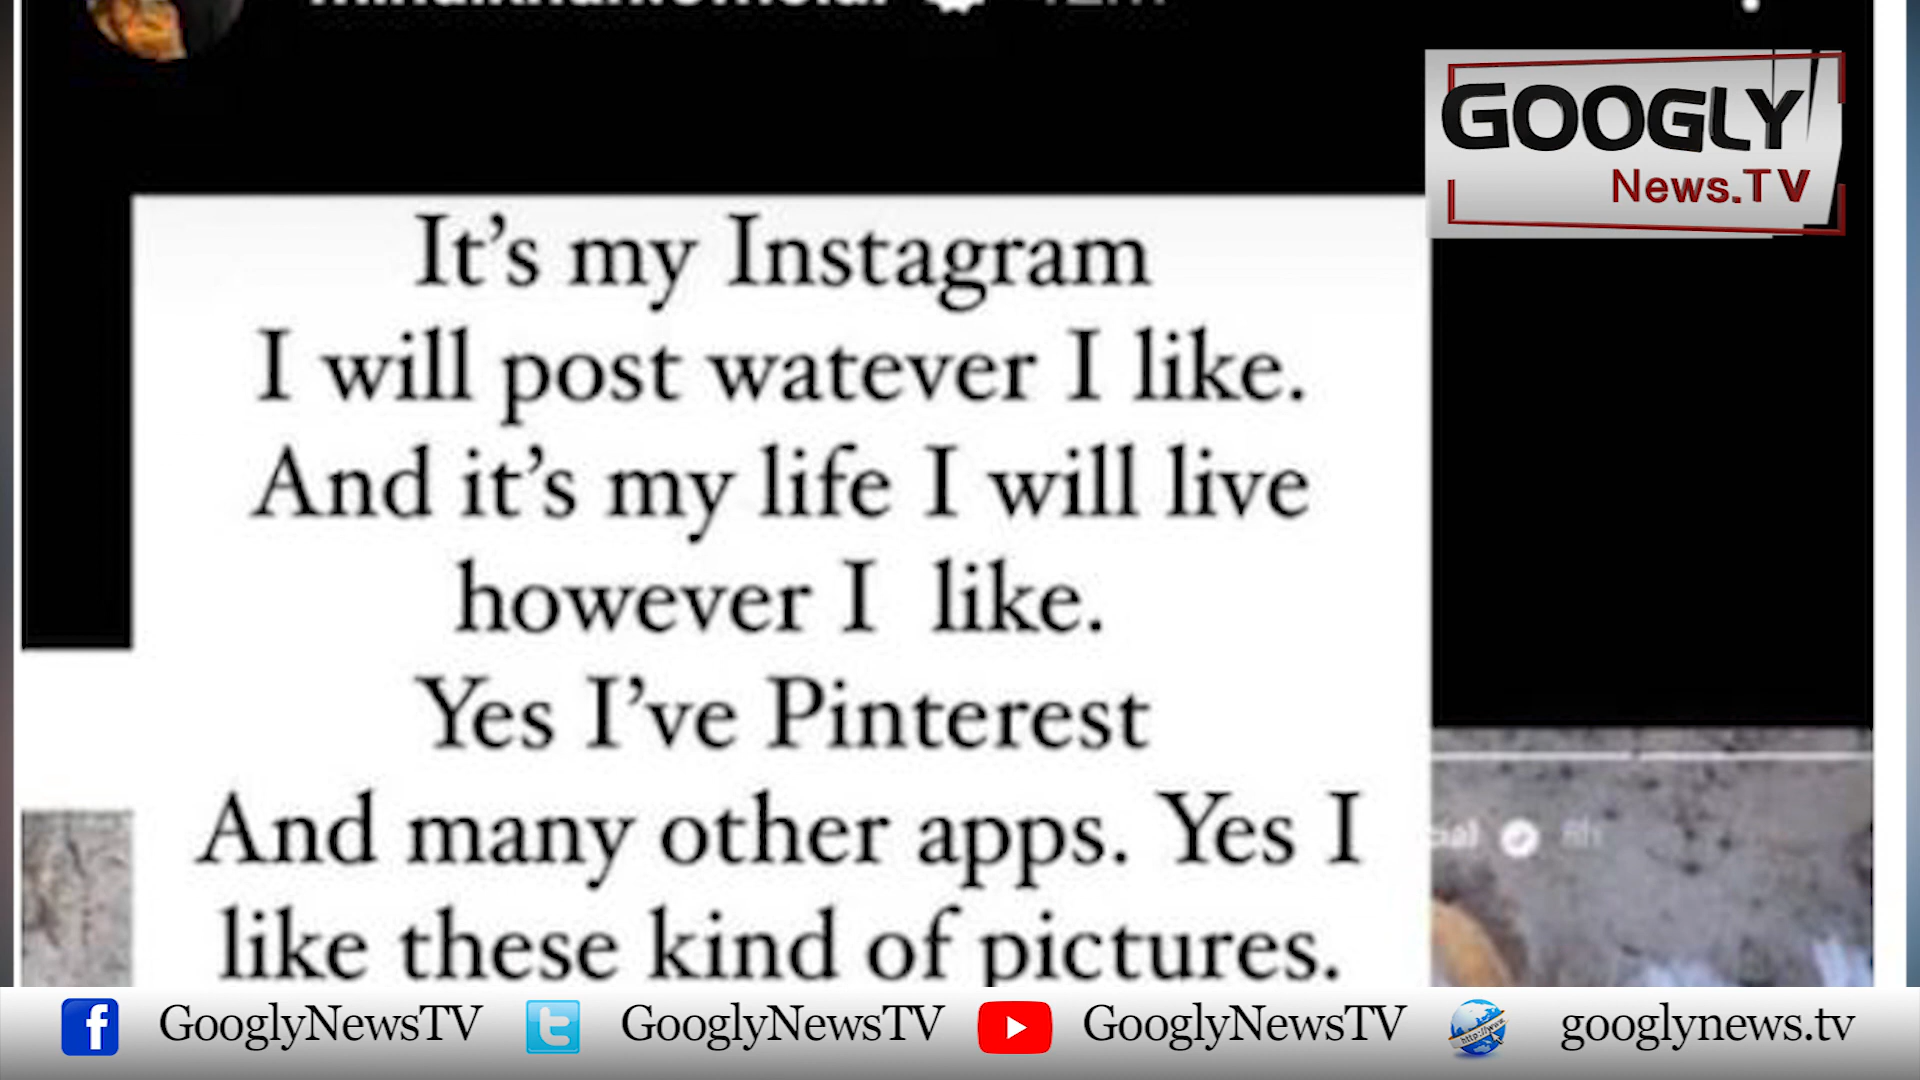 GOOGLY
News.TV
It's my Instagram
I will post watever I like.
And it's my life I will live
however I like.
Yes I've Pinterest
And many other apps. Yes I
like these kind of pictures.
GooglyNewsTV GooglyNewsTV GooglyNewsTV googlynews.tv